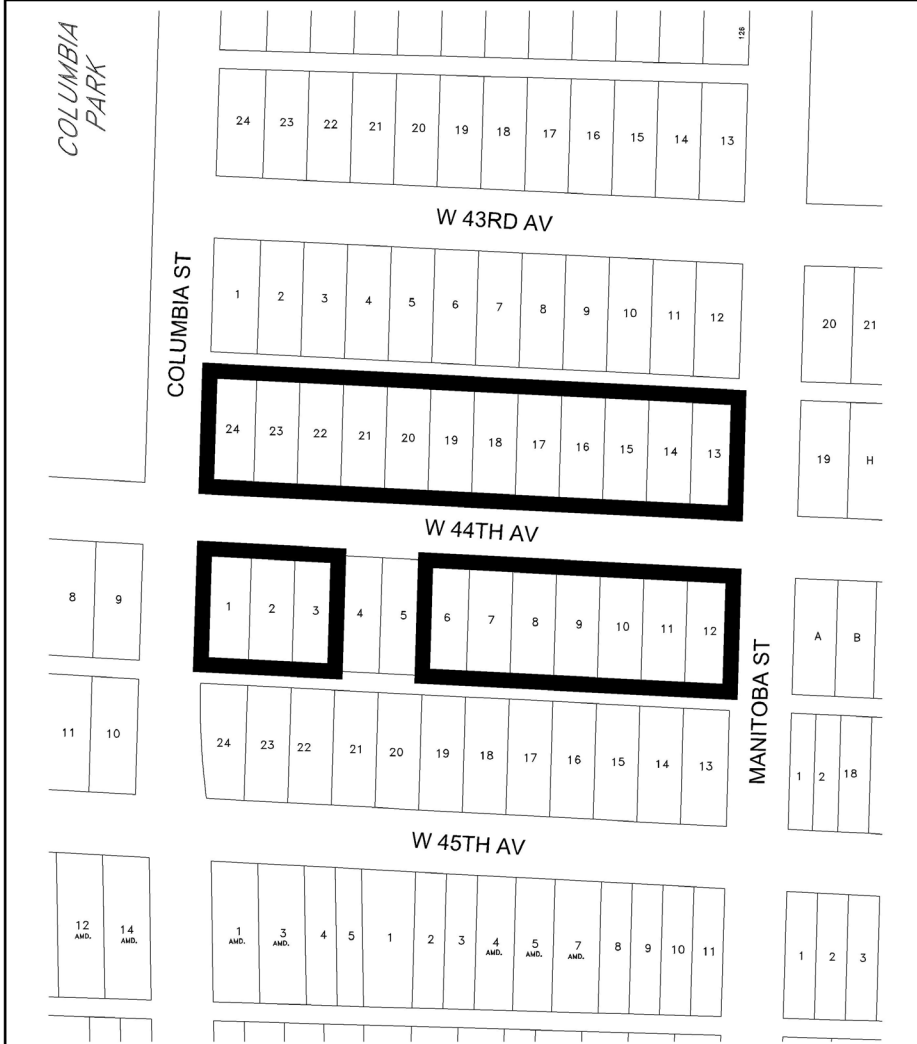 COLUMBIA
PARK
126
24 23 22 21 20 19 18 17 16 15 14 13
W 43RD AV
COLUMBIA ST
1 2 3 4 5 6 7 8 9 10 11 12
20 21
24 23 22 21 20 19 18 17 16 15 14 13
19 H
W 44TH AV
8 9
1 2 3 4 5 6 7 8 9 10 11 12
A B
MANITOBA ST
11 10
24 23 22 21 20 19 18 17 16 15 14 13
1 2 18
W 45TH AV
12 AMD.
14 AMD.
1 AMD.
3 AMD.
4 5 1 2 3
4 AMD.
5 AMD.
7 AMD.
8 9 10 11
1 2 3